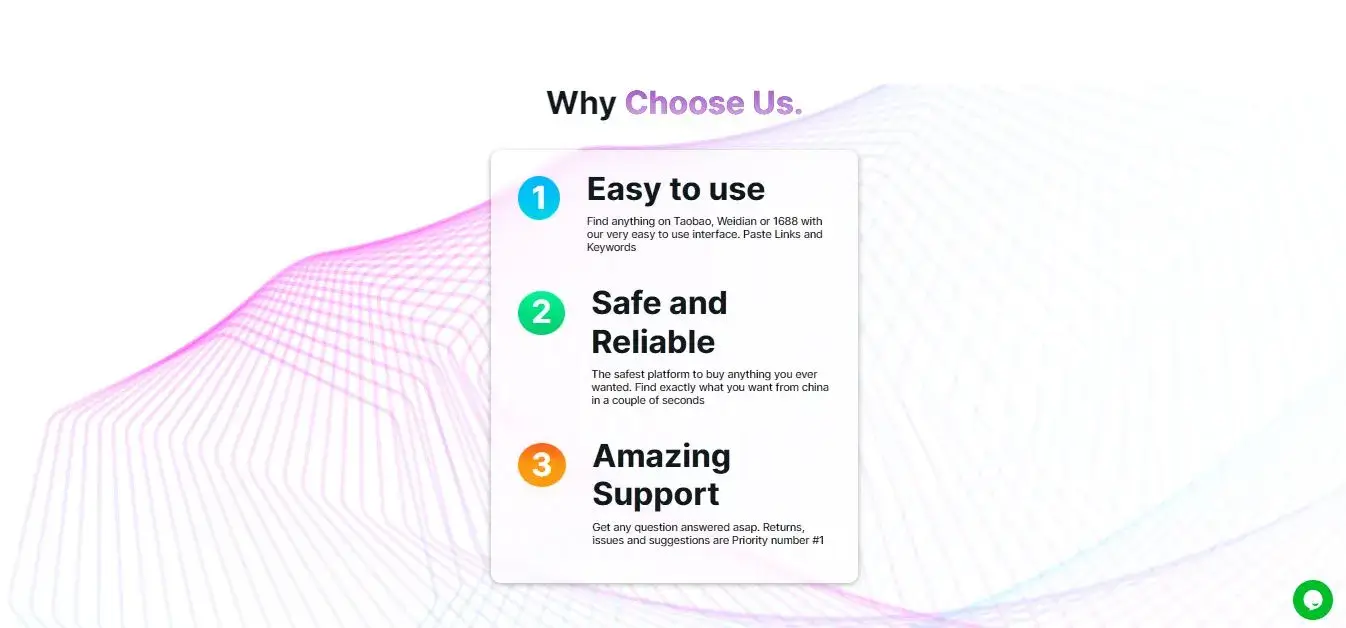 Why Choose Us.
1
Easy to use
Find anything on Taobao, Weidian or 1688 with
our very easy to use interface. Paste Links and
Keywords
2
Safe and
Reliable
The safest platform to buy anything you ever
wanted. Find exactly what you want from china
in a couple of seconds
3
Amazing
Support
Get any question answered asap. Returns,
issues and suggestions are Priority number #1